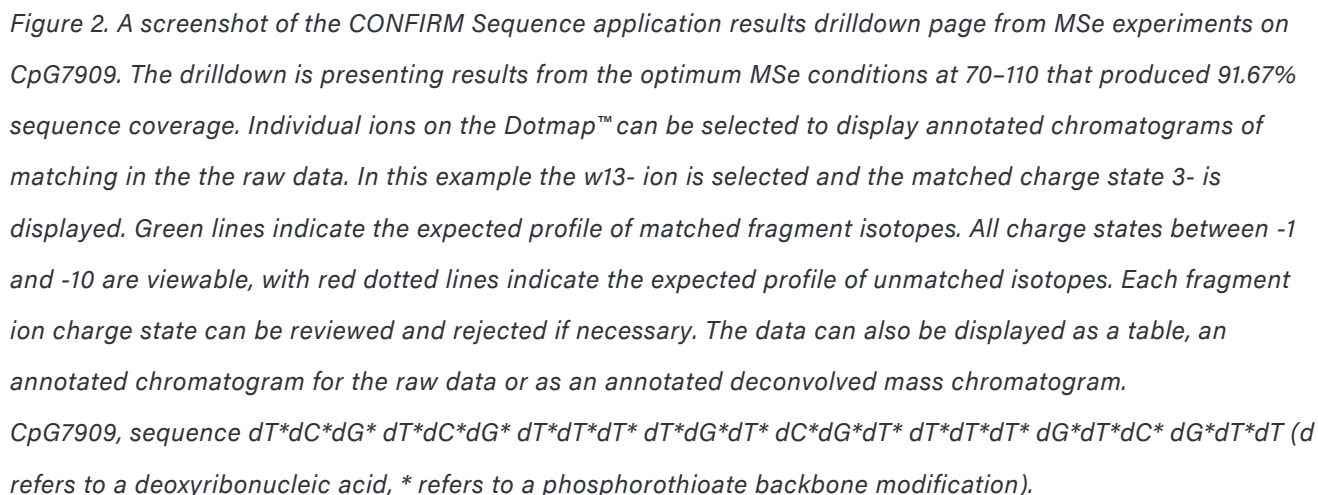 Figure 2. A screenshot of the CONFIRM Sequence application results drilldown page from MSe experiments on
CpG7909. The drilldown is presenting results from the optimum MSe conditions at 70–110 that produced 91.67%
sequence coverage. Individual ions on the Dotmap™ can be selected to display annotated chromatograms of
matching in the the raw data. In this example the w13- ion is selected and the matched charge state 3- is
displayed. Green lines indicate the expected profile of matched fragment isotopes. All charge states between -1
and -10 are viewable, with red dotted lines indicate the expected profile of unmatched isotopes. Each fragment
ion charge state can be reviewed and rejected if necessary. The data can also be displayed as a table, an
annotated chromatogram for the raw data or as an annotated deconvolved mass chromatogram.
CpG7909, sequence dT*dC*dG* dT*dC*dG* dT*dT*dT* dT*dG*dT* dC*dG*dT* dT*dT*dT* dG*dT*dC* dG*dT*dT (d
refers to a deoxyribonucleic acid, * refers to a phosphorothioate backbone modification).